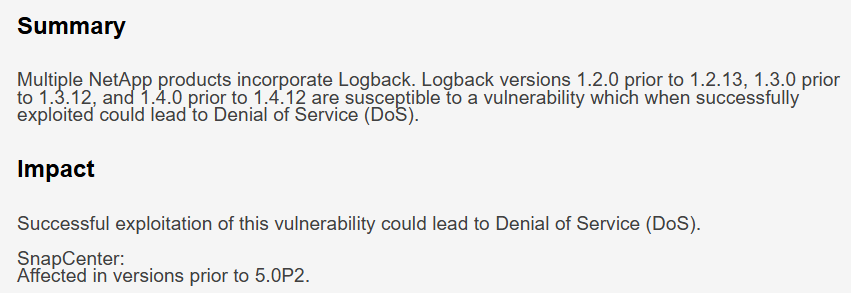 Summary
Multiple NetApp products incorporate Logback. Logback versions 1.2.0 prior to 1.2.13, 1.3.0 prior
to 1.3.12, and 1.4.0 prior to 1.4.12 are susceptible to a vulnerability which when successfully
exploited could lead to Denial of Service (DoS).
Impact
Successful exploitation of this vulnerability could lead to Denial of Service (DoS).
SnapCenter:
Affected in versions prior to 5.0P2.